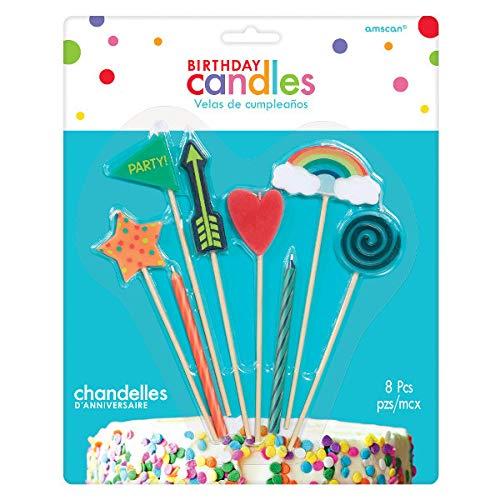 amscan®
BIRTHDAY
candles
Velas de cumpleaños
PARTY!
chandelles
D'ANNIVERSAIRE
8 Pcs
pzs/mcx